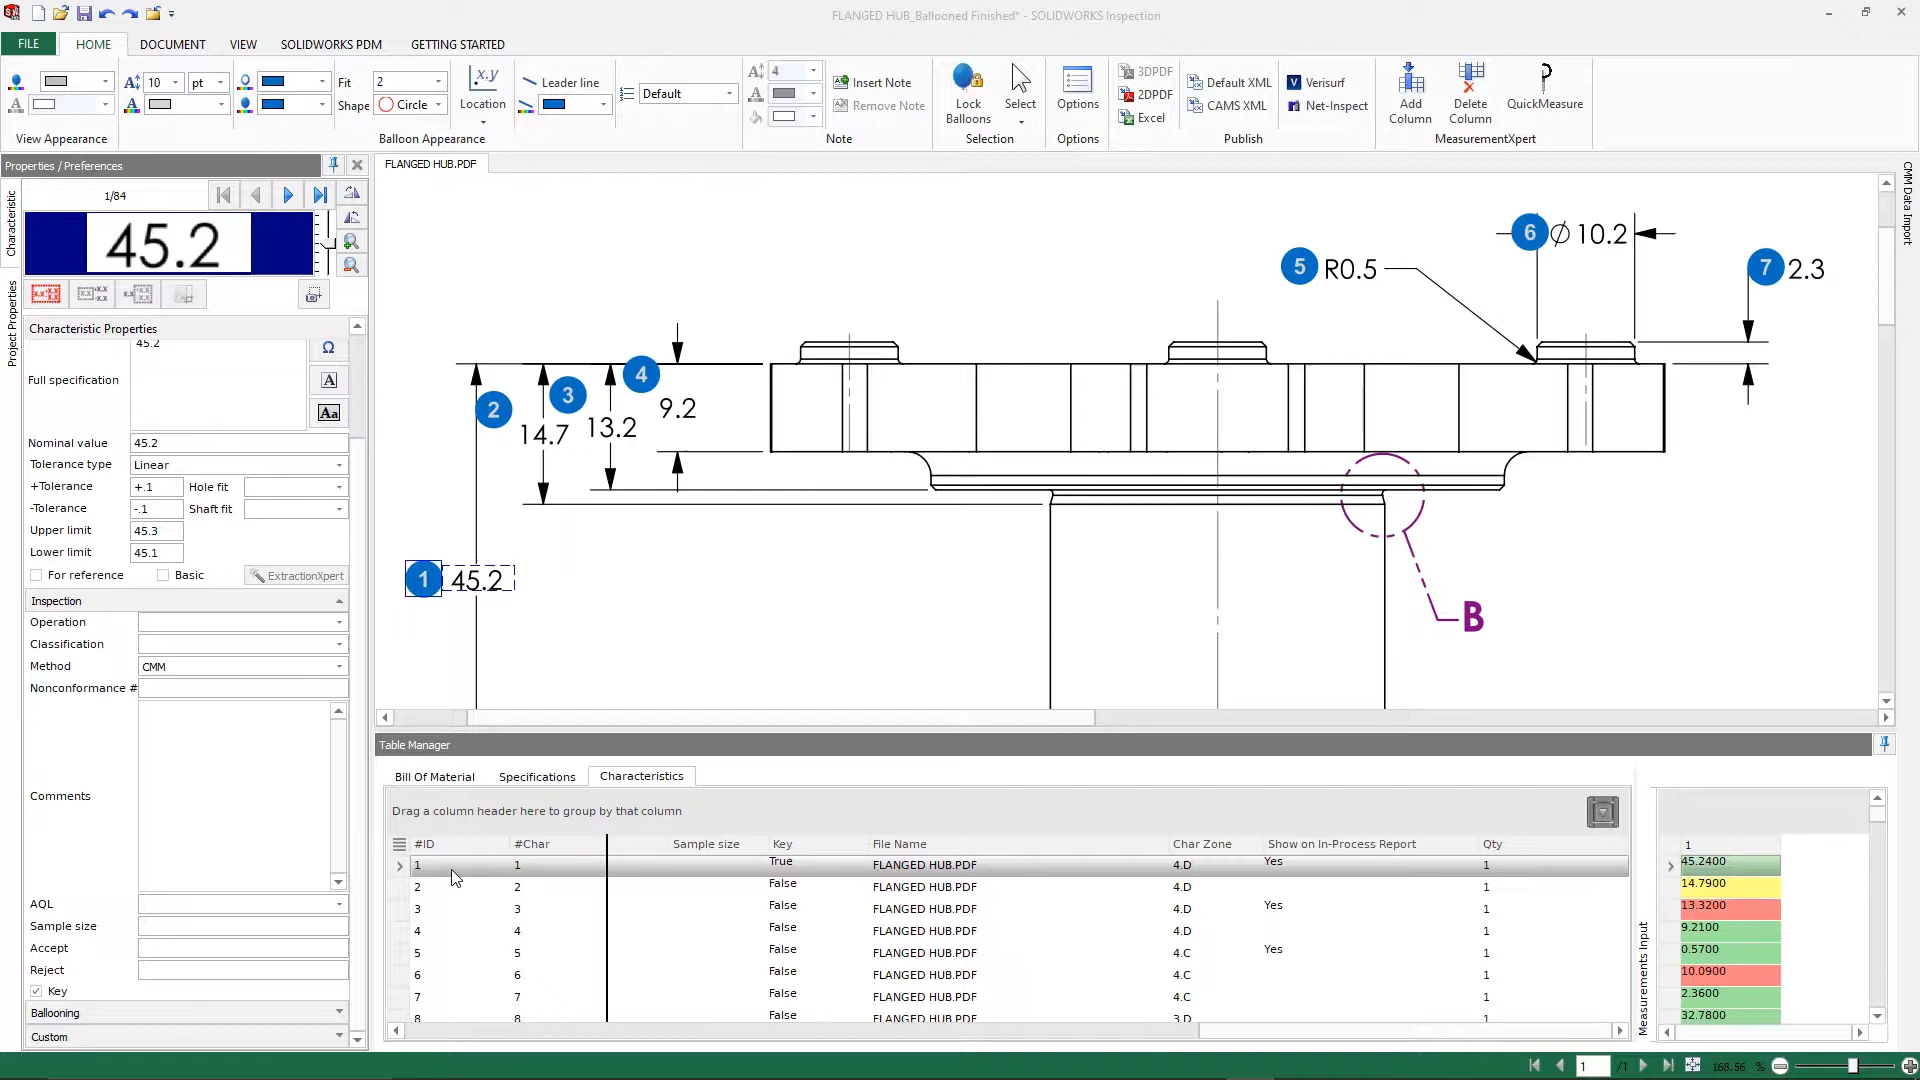 FLANGED HUB_Ballooned Finished* - SOLIDWORKS Inspection
FILE HOME DOCUMENT VIEW SOLIDWORKS PDM GETTING STARTED
10 pt Fit 2 x.y Leader line Default 4 Insert Note 3DPDF Default XML Verisurf
Shape Circle Location Remove Note Lock Balloons Select Options 2DPDF CAMS XML Net-Inspect Add Column Delete Column QuickMeasure
Excel
View Appearance Balloon Appearance Note Selection Options Publish MeasurementXpert
Properties / Preferences
FLANGED HUB.PDF
Characteristic
Project Properties
CMM Data Import
1/84
45.2
Characteristic Properties
45.2
Full specification
Ω
A
Aa
Nominal value 45.2
Tolerance type Linear
+Tolerance +.1 Hole fit
-Tolerance -.1 Shaft fit
Upper limit 45.3
Lower limit 45.1
For reference Basic ExtractionXpert
Inspection
Operation
Classification
Method CMM
Nonconformance #
Comments
AQL
Sample size
Accept
Reject
Key
Ballooning
Custom
6 Ø 10.2
5 R0.5
7 2.3
4
9.2
3
13.2
2
14.7
1 45.2
B
Table Manager
Bill Of Material Specifications Characteristics
Drag a column header here to group by that column
#ID #Char Sample size Key File Name Char Zone Show on In-Process Report Qty
1 1 True FLANGED HUB.PDF 4.D Yes 1
2 2 False FLANGED HUB.PDF 4.D 1
3 3 False FLANGED HUB.PDF 4.D Yes 1
4 4 False FLANGED HUB.PDF 4.D 1
5 5 False FLANGED HUB.PDF 4.C Yes 1
6 6 False FLANGED HUB.PDF 4.C 1
7 7 False FLANGED HUB.PDF 4.C 1
8 8 False FLANGED HUB.PDF 3.D 1
Measurements Input
1
45.2400
14.7900
13.3200
9.2100
0.5700
10.0900
2.3600
32.7800
1 /1 168.56 %